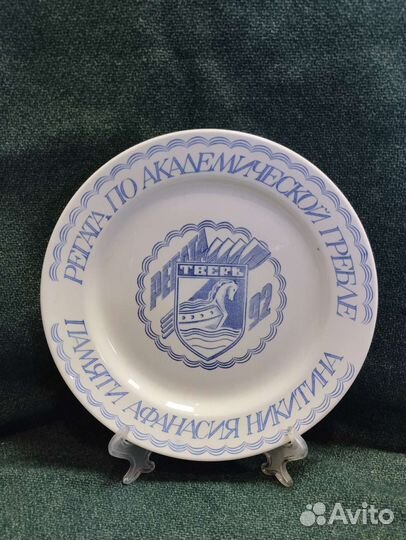 РЕГАТА ПО АКАДЕМИЧЕСКОЙ ГРЕБЛЕ
РЕГАТА
ТВЕРЬ
92
ПАМЯТИ АФАНАСИЯ НИКИТИНА
Avito